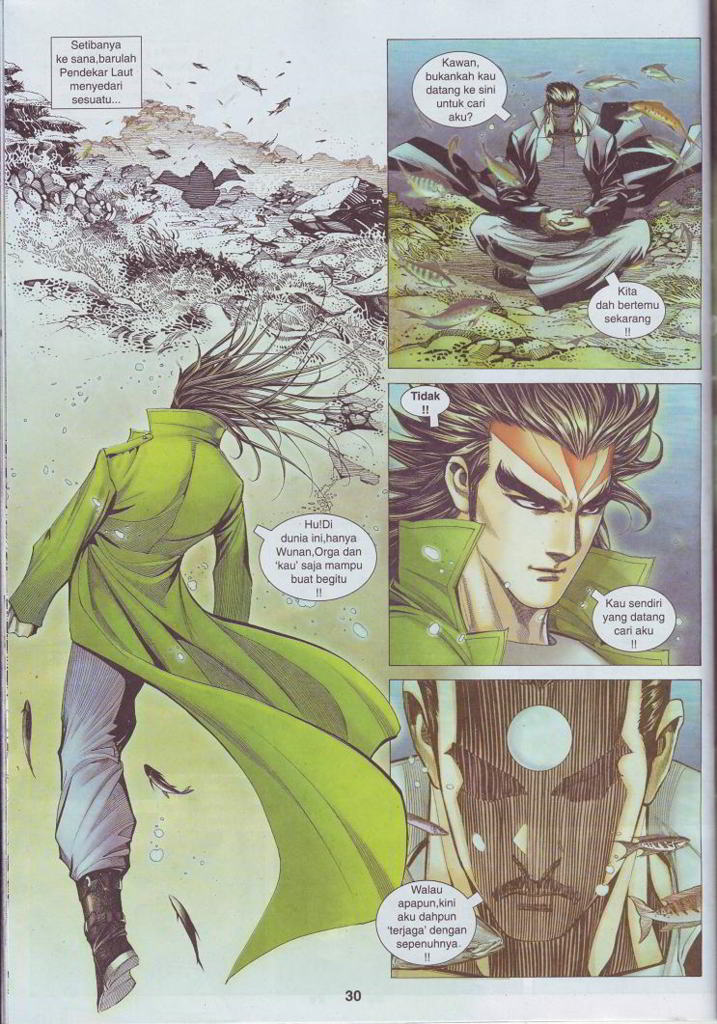 Setibanya
ke sana,barulah
Pendekar Laut
menyedari
sesuatu...
Hu!Di
dunia ini,hanya
Wunan,Orga dan
‘kau’ saja mampu
buat begitu
!!
Kawan,
bukankah kau
datang ke sini
untuk cari
aku?
Kita
dah bertemu
sekarang
!!
Tidak
!!
Kau sendiri
yang datang
cari aku
!!
Walau
apapun,kini
aku dahpun
‘terjaga’ dengan
sepenuhnya
!!
30